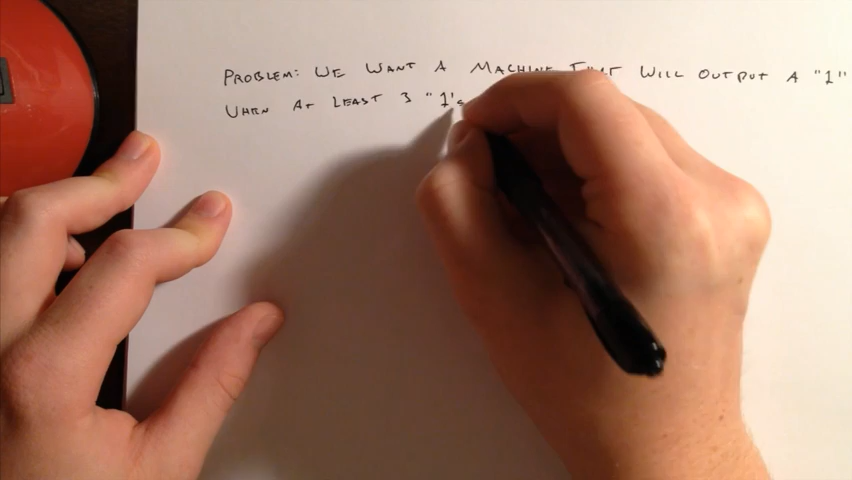 PROBLEM: WE WANT A MACHINE THAT WILL OUTPUT A "1"
WHEN AT LEAST 3 "1's